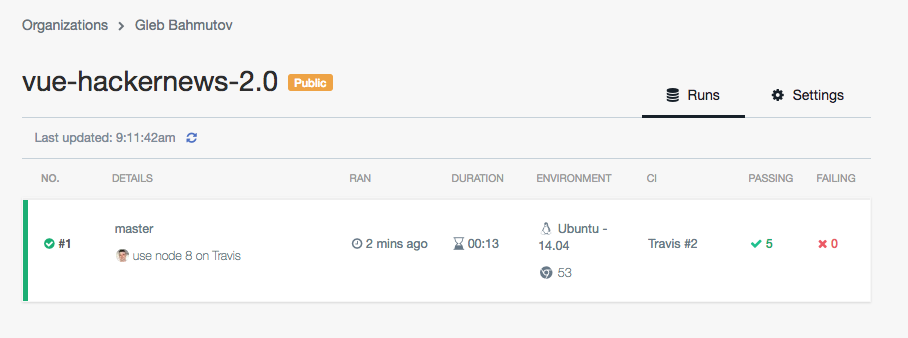 Organizations > Gleb Bahmutov
vue-hackernews-2.0 Public
Runs Settings
Last updated: 9:11:42am
NO. DETAILS RAN DURATION ENVIRONMENT CI PASSING FAILING
#1 master 2 mins ago 00:13 Ubuntu - Travis #2 5 0
14.04
use node 8 on Travis
53